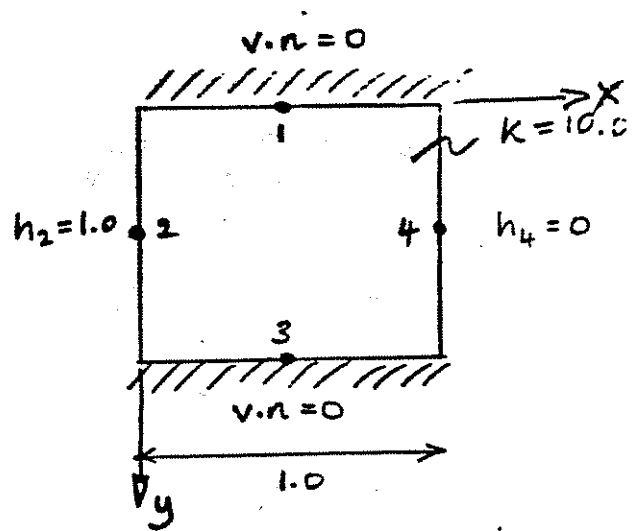 v.n = 0
X
K = 10.0
1
h₂ = 1.0
2
4
h₄ = 0
3
v.n = 0
1.0
y